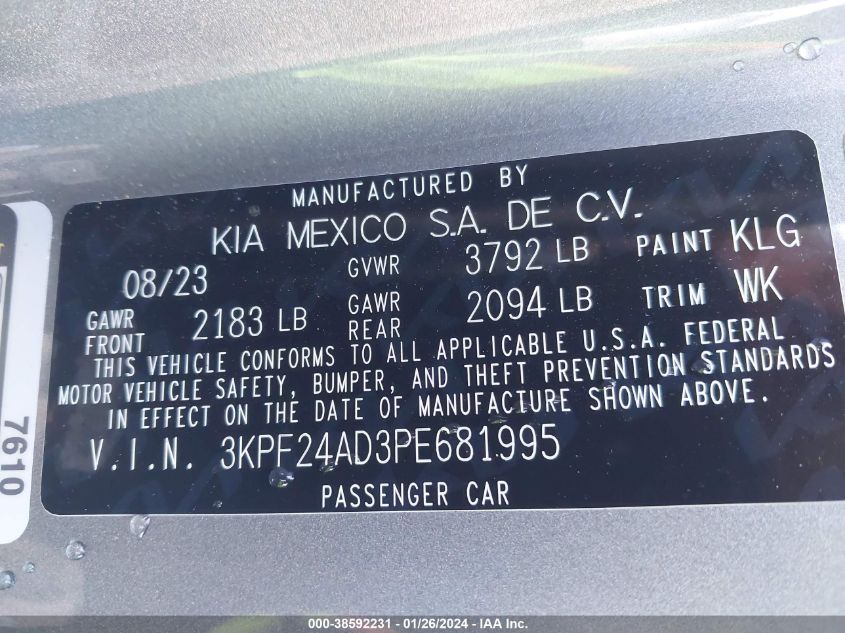 MANUFACTURED BY
KIA MEXICO S.A. DE C.V.
08/23 GVWR 3792 LB PAINT KLG
GAWR FRONT 2183 LB GAWR REAR 2094 LB TRIM WK
THIS VEHICLE CONFORMS TO ALL APPLICABLE U.S.A. FEDERAL
MOTOR VEHICLE SAFETY, BUMPER, AND THEFT PREVENTION STANDARDS
IN EFFECT ON THE DATE OF MANUFACTURE SHOWN ABOVE.
V.I.N. 3KPF24AD3PE681995
PASSENGER CAR
7610
000-38592231 - 01/26/2024 - IAA Inc.